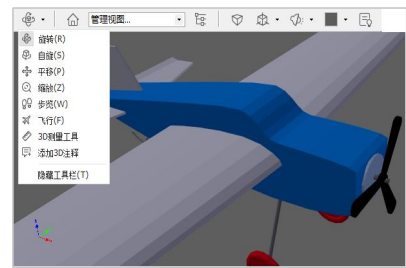 管理视图...
旋转(R)
自旋(S)
平移(P)
缩放(Z)
步览(W)
飞行(F)
3D测量工具
添加3D注释
隐藏工具栏(T)